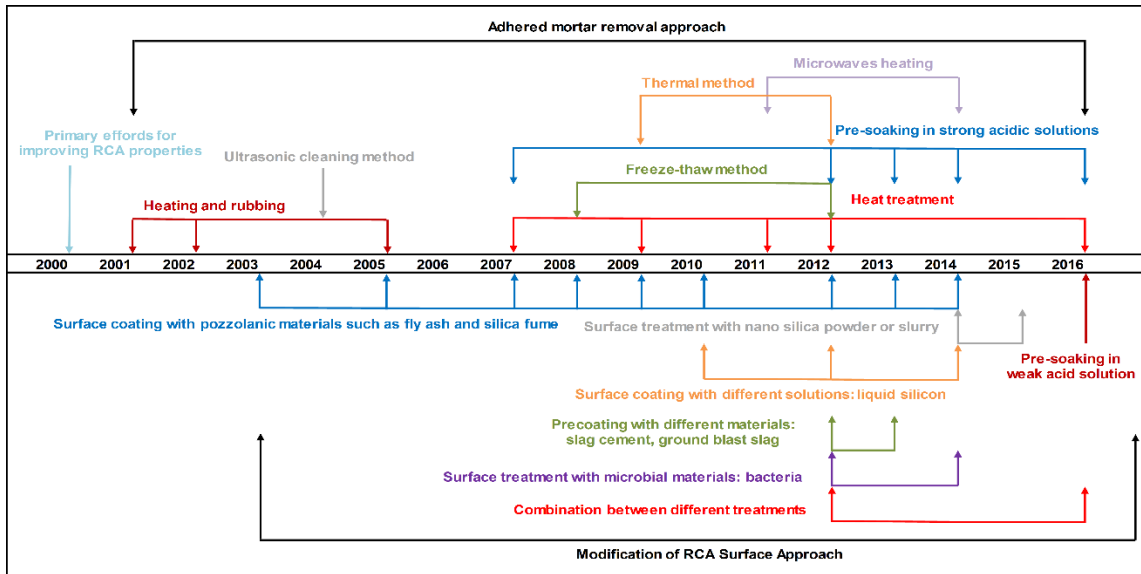 Adhered mortar removal approach
Microwaves heating
Thermal method
Primary effords for
improving RCA properties
Pre-soaking in strong acidic solutions
Ultrasonic cleaning method
Freeze-thaw method
Heating and rubbing
Heat treatment
2000 2001 2002 2003 2004 2005 2006 2007 2008 2009 2010 2011 2012 2013 2014 2015 2016
Surface coating with pozzolanic materials such as fly ash and silica fume
Surface treatment with nano silica powder or slurry
Pre-soaking in
weak acid solution
Surface coating with different solutions: liquid silicon
Precoating with different materials:
slag cement, ground blast slag
Surface treatment with microbial materials: bacteria
Combination between different treatments
Modification of RCA Surface Approach